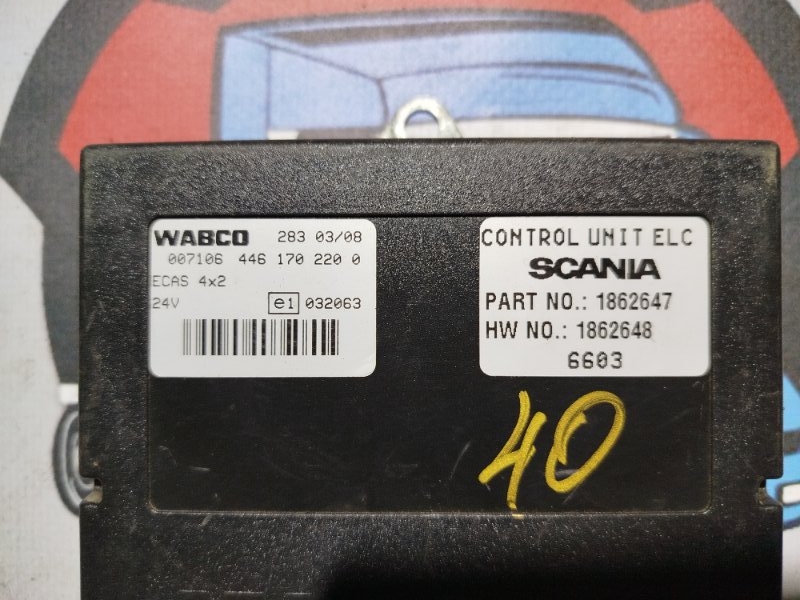 WABCO 283 03/08
007106 446 170 220 0
ECAS 4x2
24V e1 032063
CONTROL UNIT ELC
SCANIA
PART NO.: 1862647
HW NO.: 1862648
6603
40